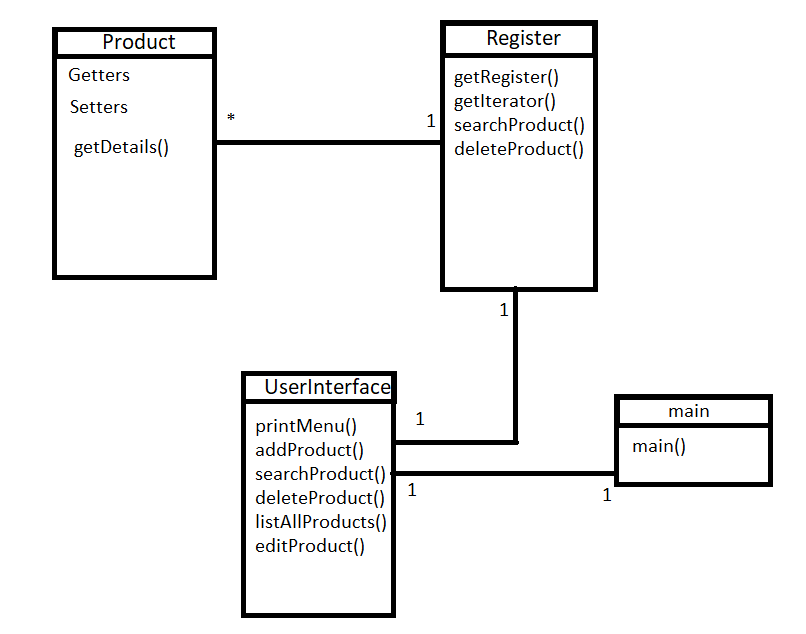 Product
Getters
Setters
getDetails()
*
1
Register
getRegister()
getIterator()
searchProduct()
deleteProduct()
1
UserInterface
printMenu()
addProduct()
searchProduct()
deleteProduct()
listAllProducts()
editProduct()
1
1
1
main
main()